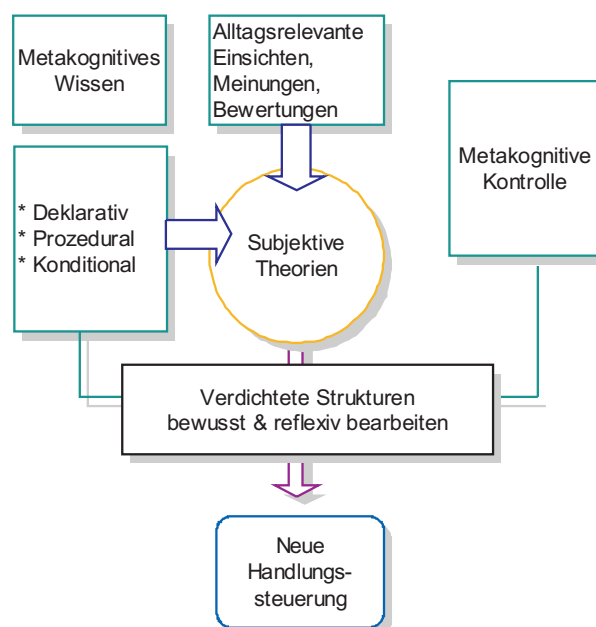 Metakognitives
Wissen
Alltagsrelevante
Einsichten,
Meinungen,
Bewertungen
Metakognitive
Kontrolle
* Deklarativ
* Prozedural
* Konditional
Subjektive
Theorien
Verdichtete Strukturen
bewusst & reflexiv bearbeiten
Neue
Handlungs-
steuerung